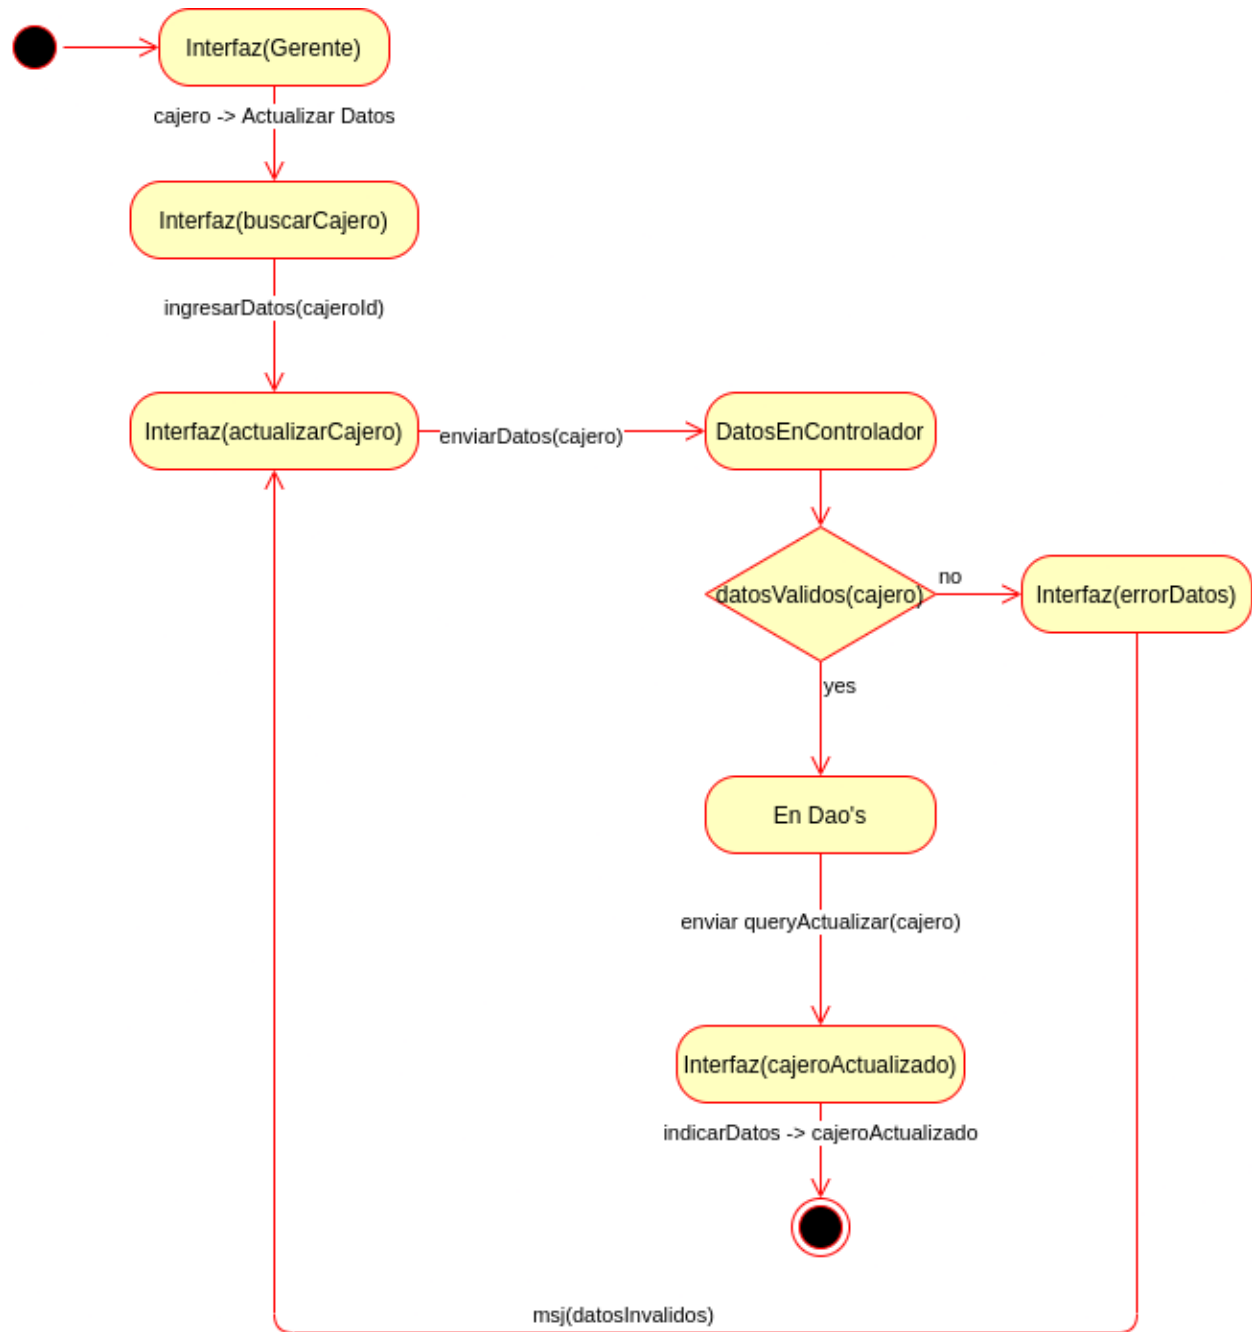 Interfaz(Gerente)
cajero -> Actualizar Datos
Interfaz(buscarCajero)
ingresarDatos(cajeroId)
Interfaz(actualizarCajero)
enviarDatos(cajero)
DatosEnControlador
datosValidos(cajero)
no
Interfaz(errorDatos)
yes
En Dao's
enviar queryActualizar(cajero)
Interfaz(cajeroActualizado)
indicarDatos -> cajeroActualizado
msj(datosInvalidos)